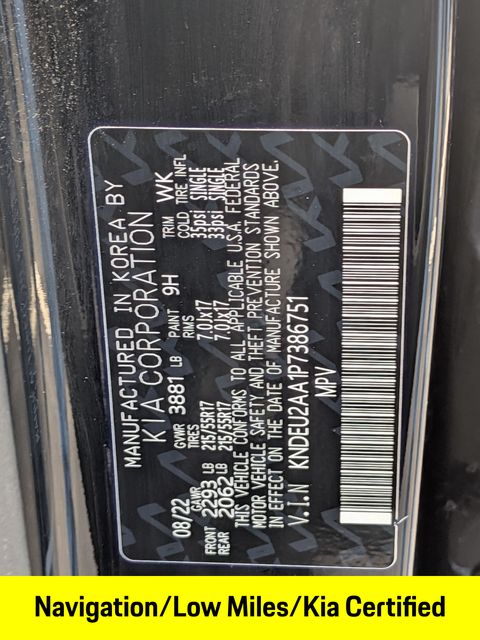 MANUFACTURED IN KOREA BY
KIA CORPORATION
08/22 GVWR 3881 LB PAINT 9H TRIM WK
GAWR TIRES RIMS COLD TIRE INFL
FRONT 2293 LB 215/55R17 7.0Jx17 35psi SINGLE
REAR 2062 LB 215/55R17 7.0Jx17 33psi SINGLE
THIS VEHICLE CONFORMS TO ALL APPLICABLE U.S.A. FEDERAL
MOTOR VEHICLE SAFETY AND THEFT PREVENTION STANDARDS
IN EFFECT ON THE DATE OF MANUFACTURE SHOWN ABOVE.
V.I.N KNDEU2AA1P7386751
MPV
Navigation/Low Miles/Kia Certified